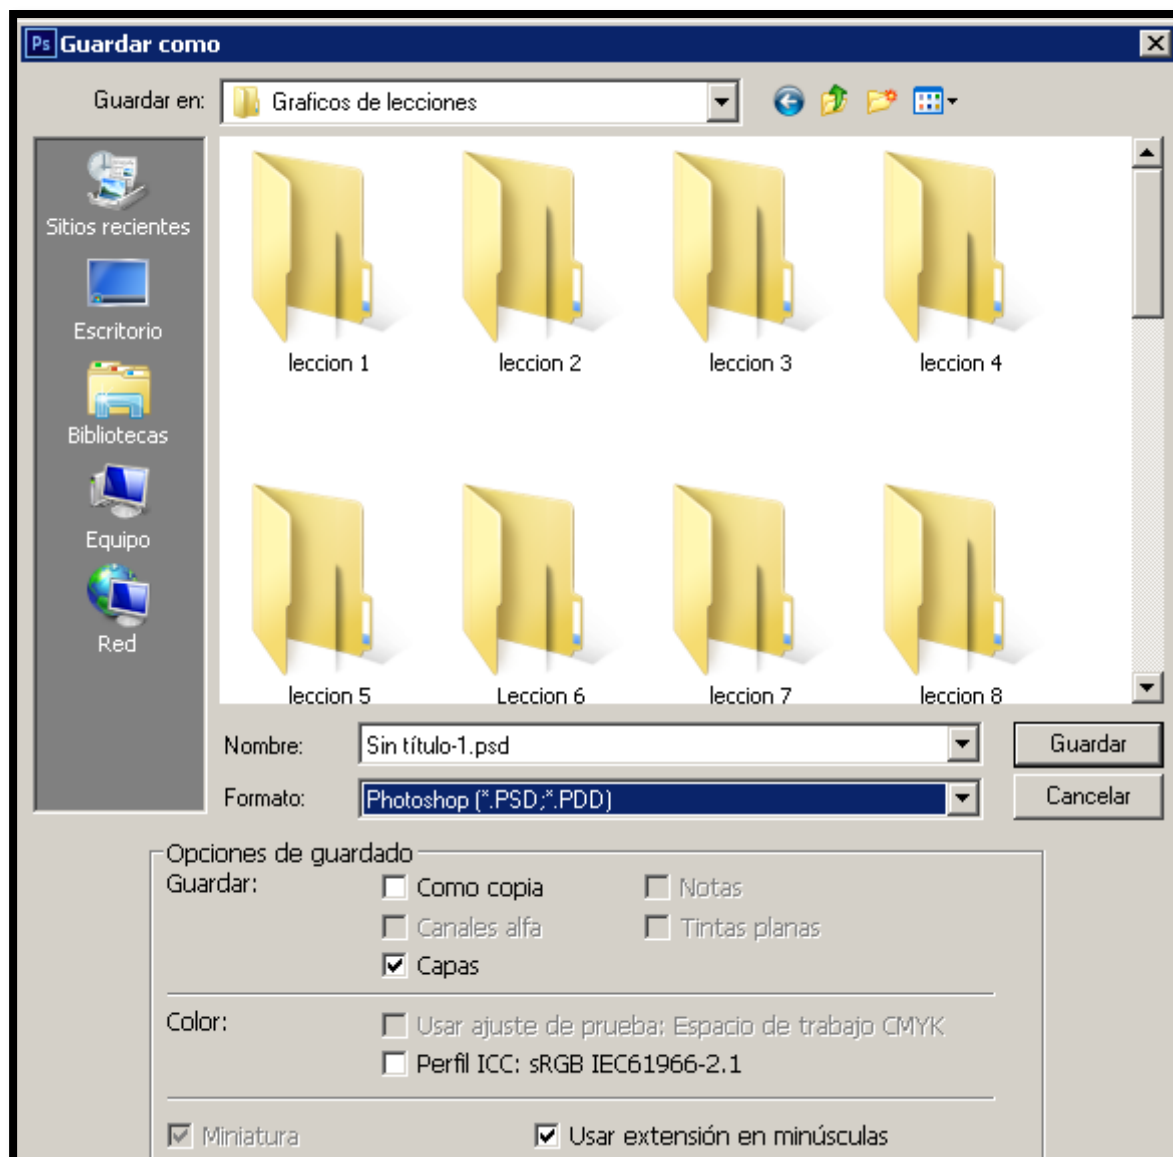 Ps Guardar como
Guardar en: Graficos de lecciones
Sitios recientes
Escritorio
Bibliotecas
Equipo
Red
leccion 1 leccion 2 leccion 3 leccion 4
leccion 5 Leccion 6 leccion 7 leccion 8
Nombre: Sin título-1.psd Guardar
Formato: Photoshop (*.PSD;*.PDD) Cancelar
Opciones de guardado
Guardar: Como copia Notas
Canales alfa Tintas planas
Capas
Color: Usar ajuste de prueba: Espacio de trabajo CMYK
Perfil ICC: sRGB IEC61966-2.1
Miniatura Usar extensión en minúsculas